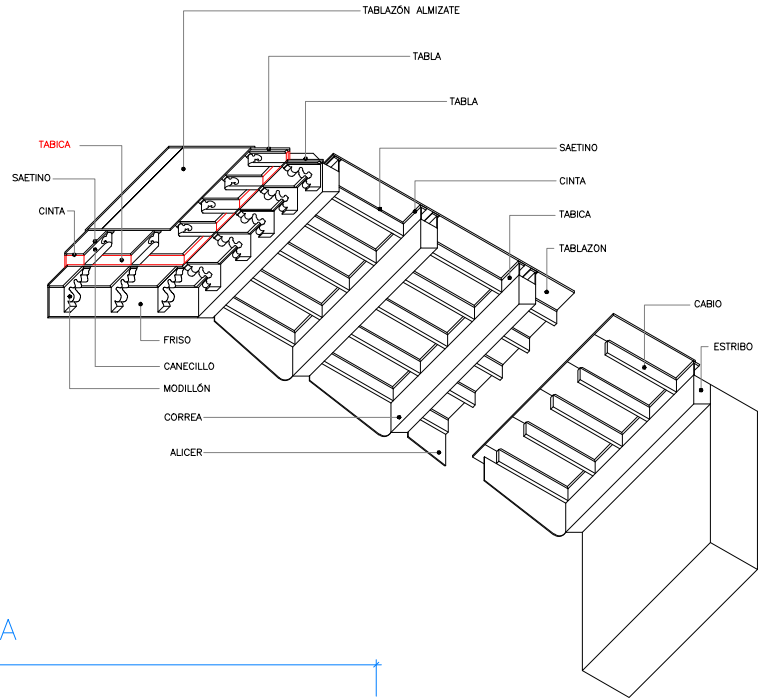 TABLAZÓN ALMIZATE
TABLA
TABLA
TABICA
SAETINO
SAETINO
CINTA
CINTA
TABICA
TABLAZON
CABIO
FRISO
ESTRIBO
CANECILLO
MODILLÓN
CORREA
ALICER
A